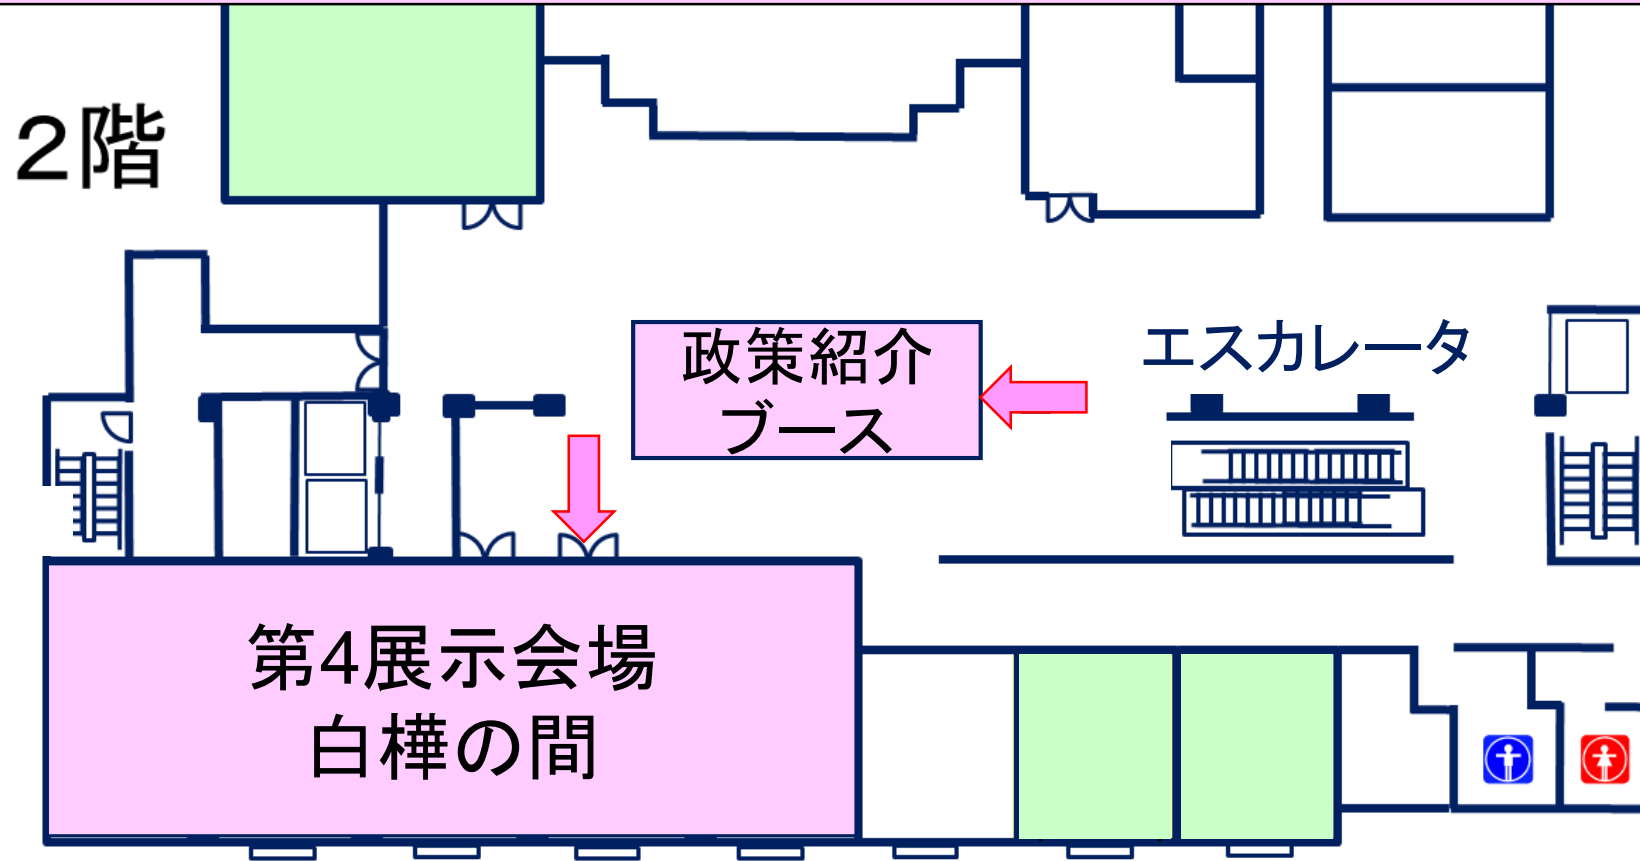 2階
政策紹介
ブース
エスカレータ
第4展示会場
白樺の間